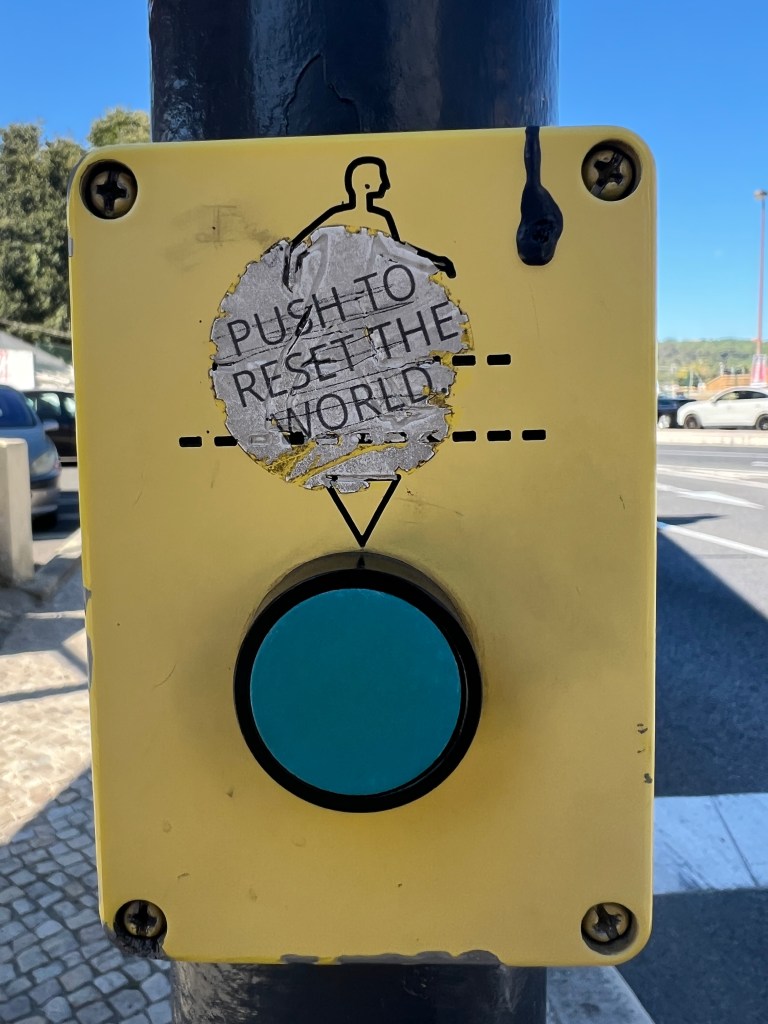 PUSH TO
RESET THE
WORLD.